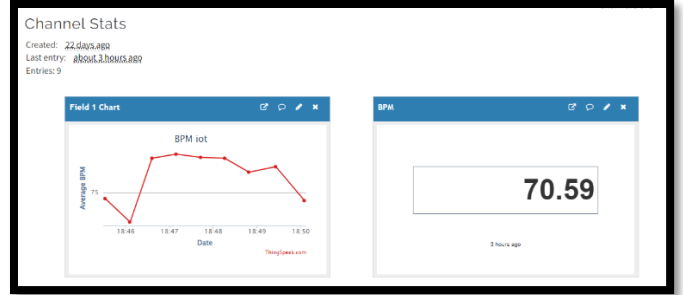 Channel Stats
Created: 22 days ago
Last entry: about 3 hours ago
Entries: 9
Field 1 Chart
BPM iot
Average BPM
75
18:46 18:47 18:48 18:49 18:50
Date
ThingSpeak.com
BPM
70.59
3 hours ago